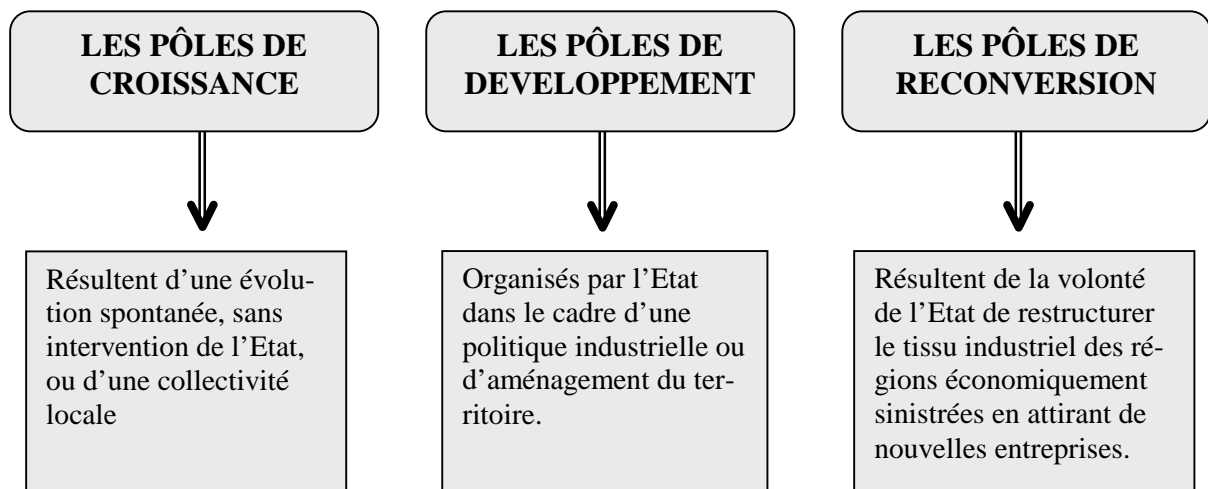 LES PÔLES DE
CROISSANCE
LES PÔLES DE
DEVELOPPEMENT
LES PÔLES DE
RECONVERSION
Résultent d’une évolu-
tion spontanée, sans
intervention de l’Etat,
ou d’une collectivité
locale
Organisés par l’Etat
dans le cadre d’une
politique industrielle ou
d’aménagement du ter-
ritoire.
Résultent de la volonté
de l’Etat de restructurer
le tissu industriel des ré-
gions économiquement
sinistrées en attirant de
nouvelles entreprises.